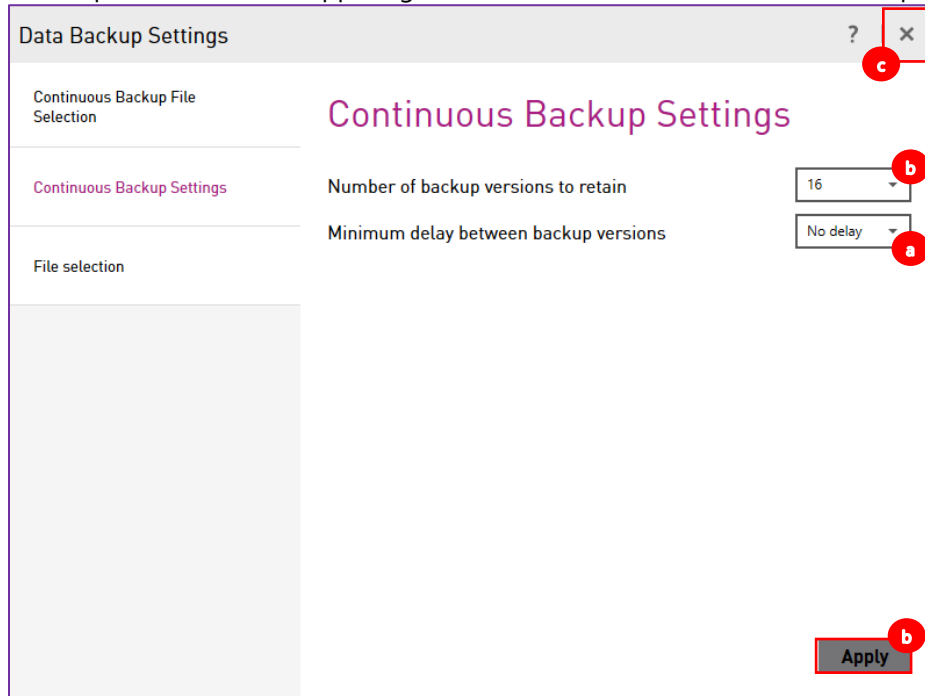 Data Backup Settings ? ×
c
Continuous Backup File
Selection
Continuous Backup Settings
Continuous Backup Settings
b
Number of backup versions to retain 16
Minimum delay between backup versions No delay
a
File selection
b
Apply